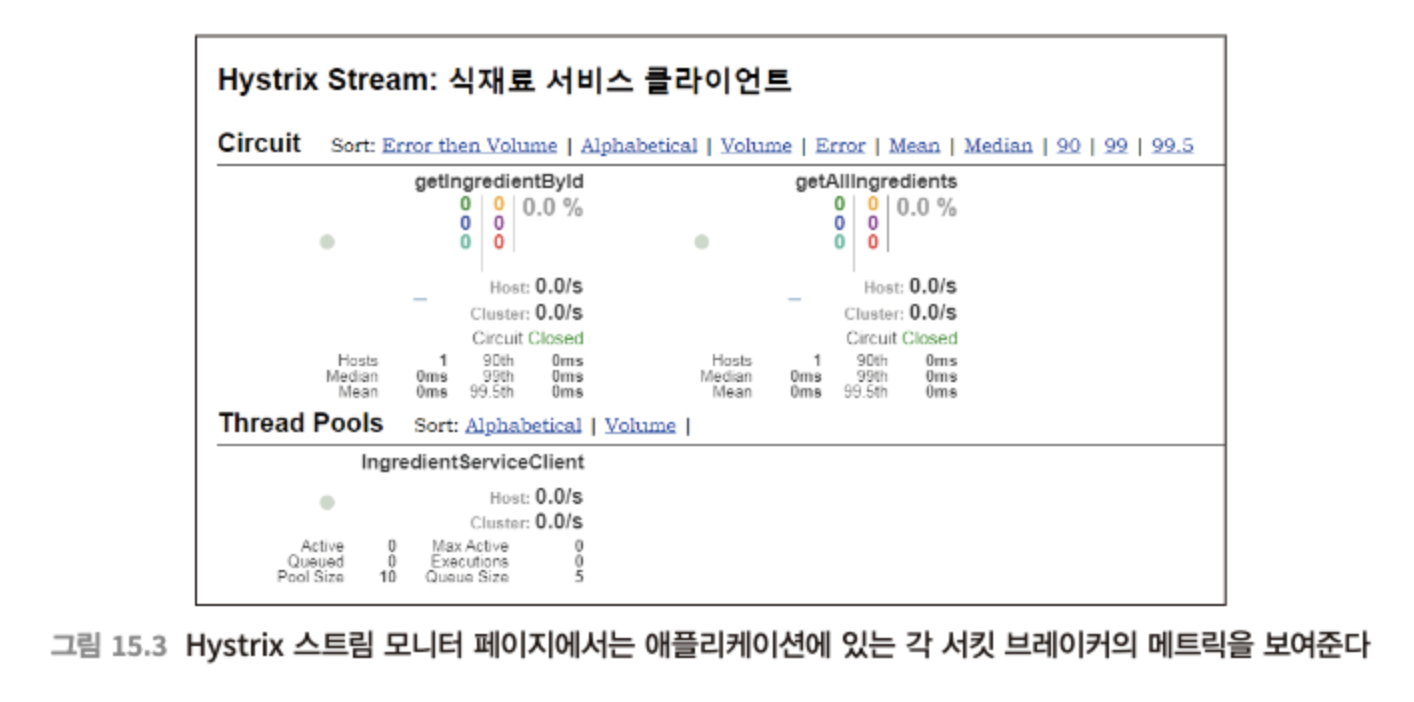 Hystrix Stream: 식재료 서비스 클라이언트
Circuit Sort: Error then Volume | Alphabetical | Volume | Error | Mean | Median | 90 | 99 | 99.5
getIngredientById getAllIngredients
0 0 0.0 % 0 0 0.0 %
0 0 0 0
0 0 0 0
Host: 0.0/s Host: 0.0/s
Cluster: 0.0/s Cluster: 0.0/s
Circuit Closed Circuit Closed
Hosts 1 90th 0ms Hosts 1 90th 0ms
Median 0ms 99th 0ms Median 0ms 99th 0ms
Mean 0ms 99.5th 0ms Mean 0ms 99.5th 0ms
Thread Pools Sort: Alphabetical | Volume |
IngredientServiceClient
Host: 0.0/s
Cluster: 0.0/s
Active 0 Max Active 0
Queued 0 Executions 0
Pool Size 10 Queue Size 5
그림 15.3 Hystrix 스트림 모니터 페이지에서는 애플리케이션에 있는 각 서킷 브레이커의 메트릭을 보여준다